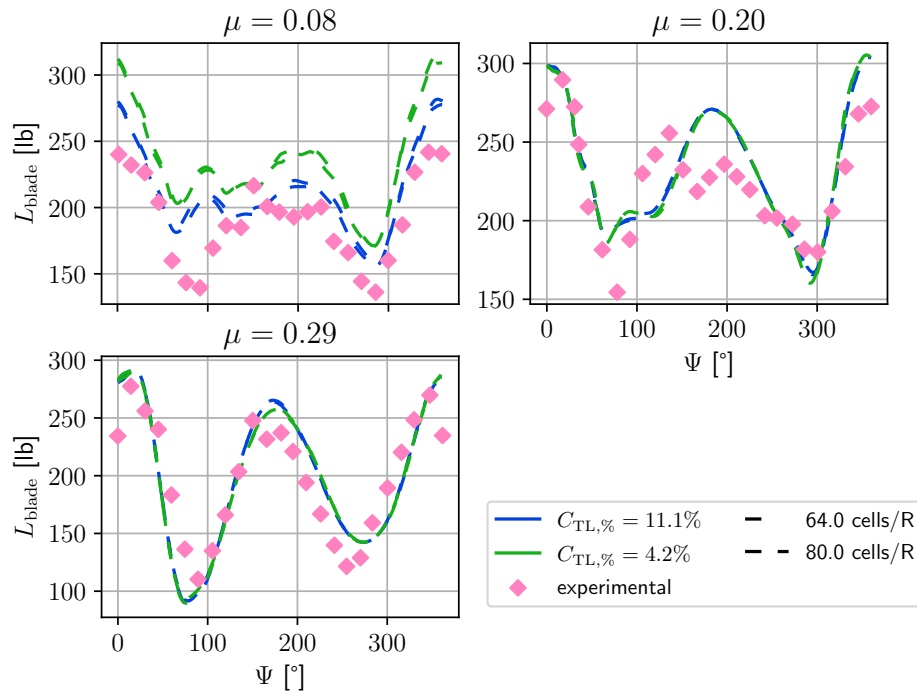 μ = 0.08
μ = 0.20
300
250
200
150
L_blade [lb]
300
250
200
150
0
100
200
300
Ψ [°]
μ = 0.29
300
250
200
150
100
L_blade [lb]
0
100
200
300
Ψ [°]
C_TL,% = 11.1%
64.0 cells/R
C_TL,% = 4.2%
80.0 cells/R
experimental